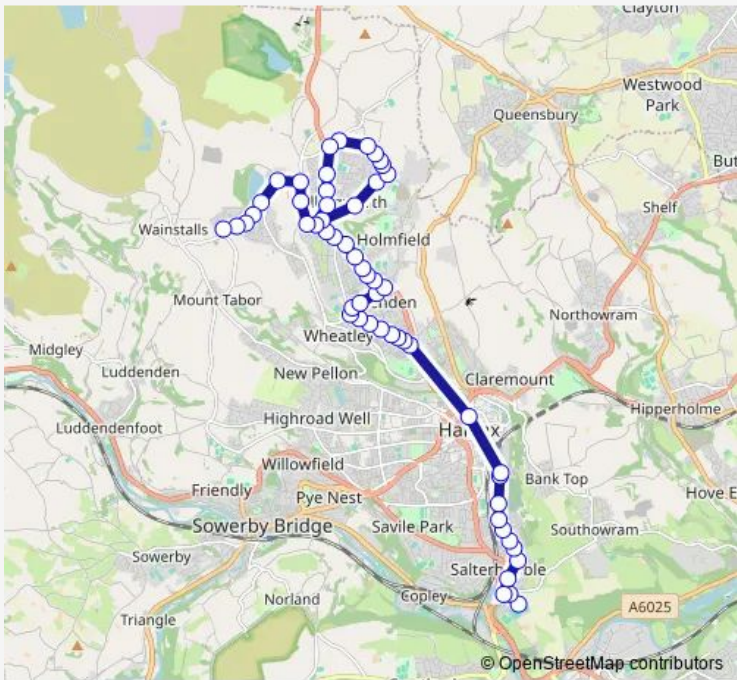 Clayton
Westwood
Park
Queensbury
Shelf
Wainstalls
Holmfield
Mount Tabor
Northowram
Wheatley
Midgley
Luddenden
New Pellon
Claremount
Hipperholme
Luddendenfoot
Highroad Well
Willowfield
Bank Top
Friendly
Pye Nest
Hove E
Sowerby Bridge
Savile Park
Southowram
Sowerby
Copley
Norland
A6025
Triangle
© OpenStreetMap contributors